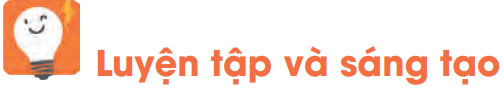 Luyện tập và sáng tạo